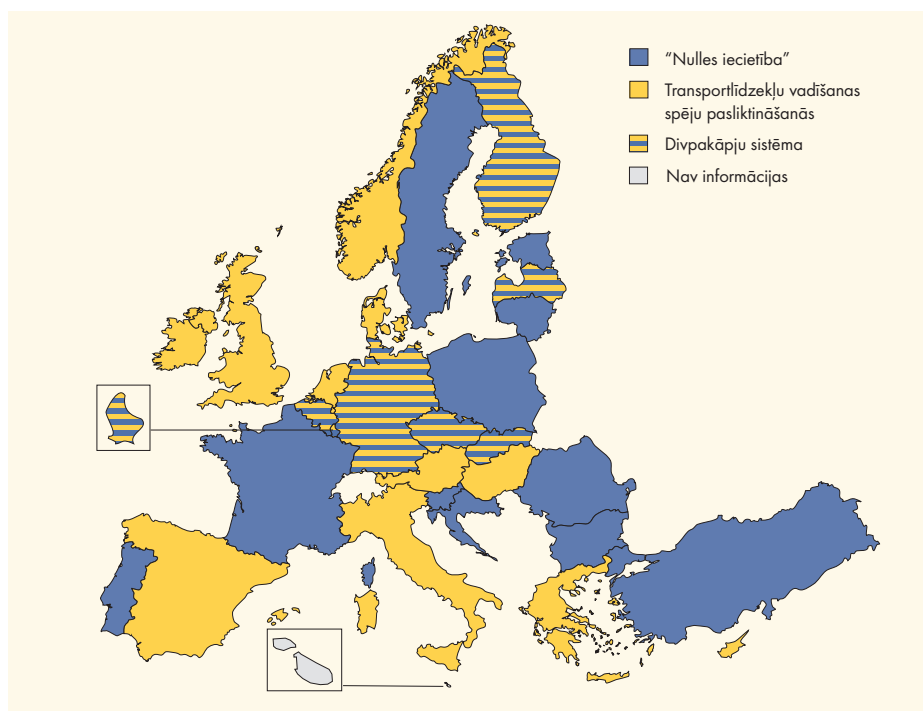 “Nulles iecietība”
Transportlīdzekļu vadīšanas
spēju pasliktināšanās
Divpakāpju sistēma
Nav informācijas